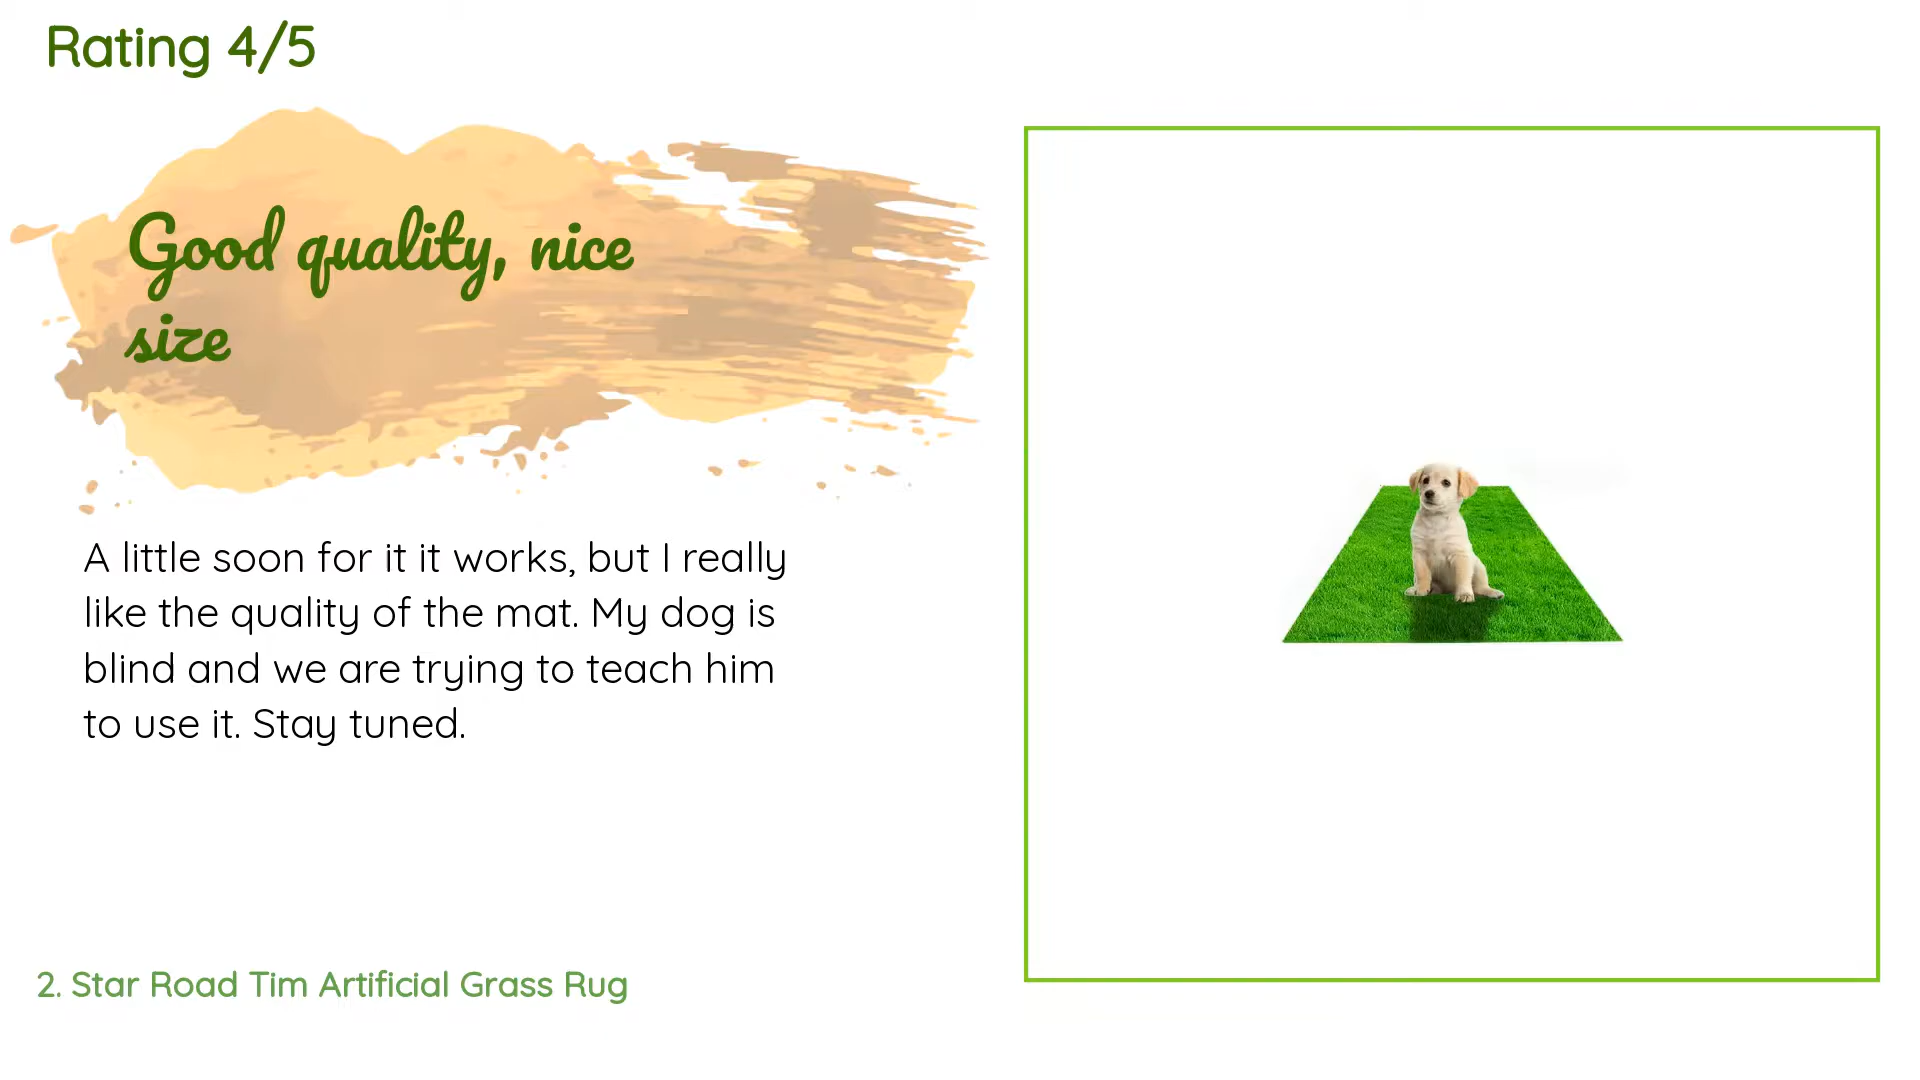 Rating 4/5
Good quality, nice
size
A little soon for it it works, but I really
like the quality of the mat. My dog is
blind and we are trying to teach him
to use it. Stay tuned.
2. Star Road Tim Artificial Grass Rug